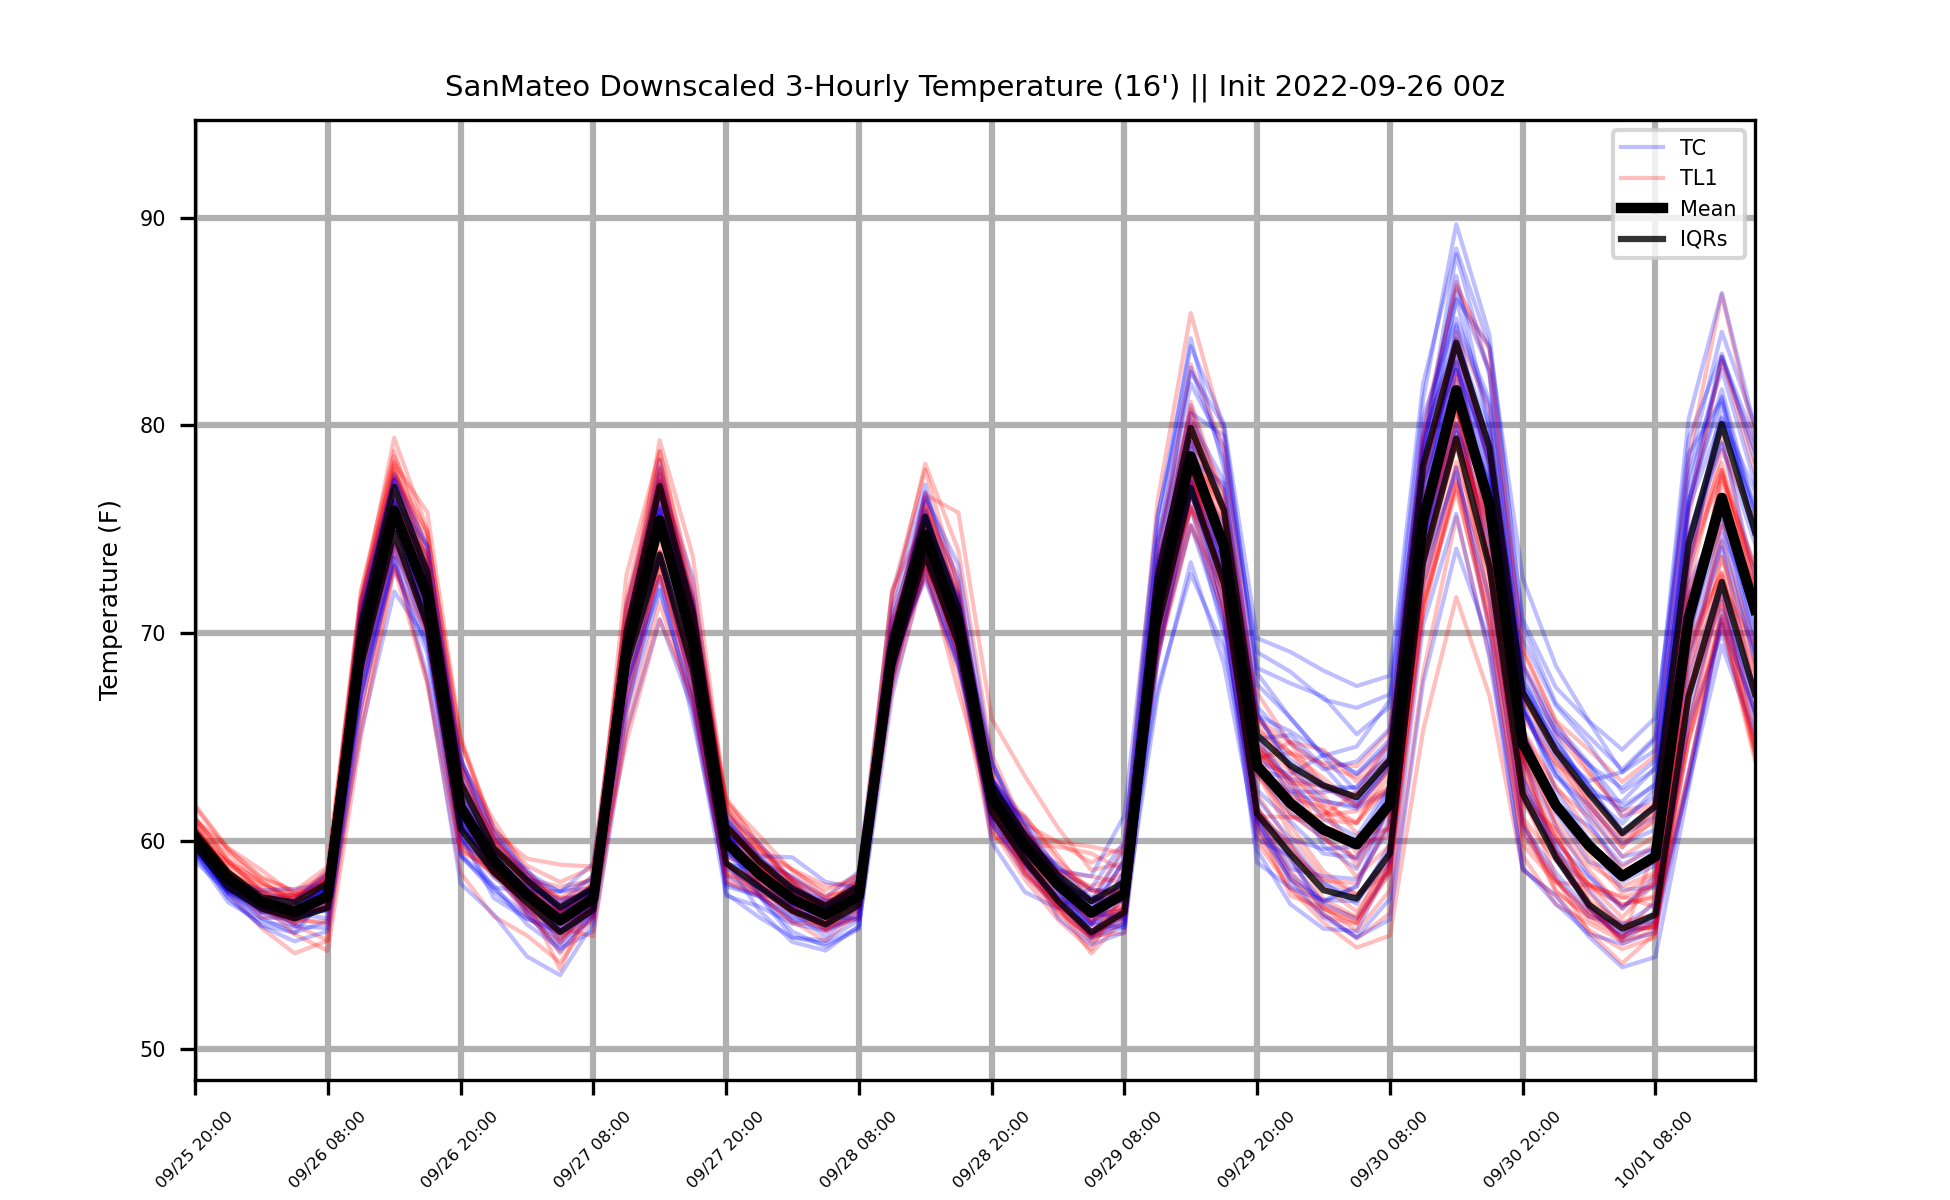 SanMateo Downscaled 3-Hourly Temperature (16') || Init 2022-09-26 00z
TC
TL1
Mean
IQRs
Temperature (F)
90
80
70
60
50
09/25 20:00
09/26 08:00
09/26 20:00
09/27 08:00
09/27 20:00
09/28 08:00
09/28 20:00
09/29 08:00
09/29 20:00
09/30 08:00
09/30 20:00
10/01 08:00